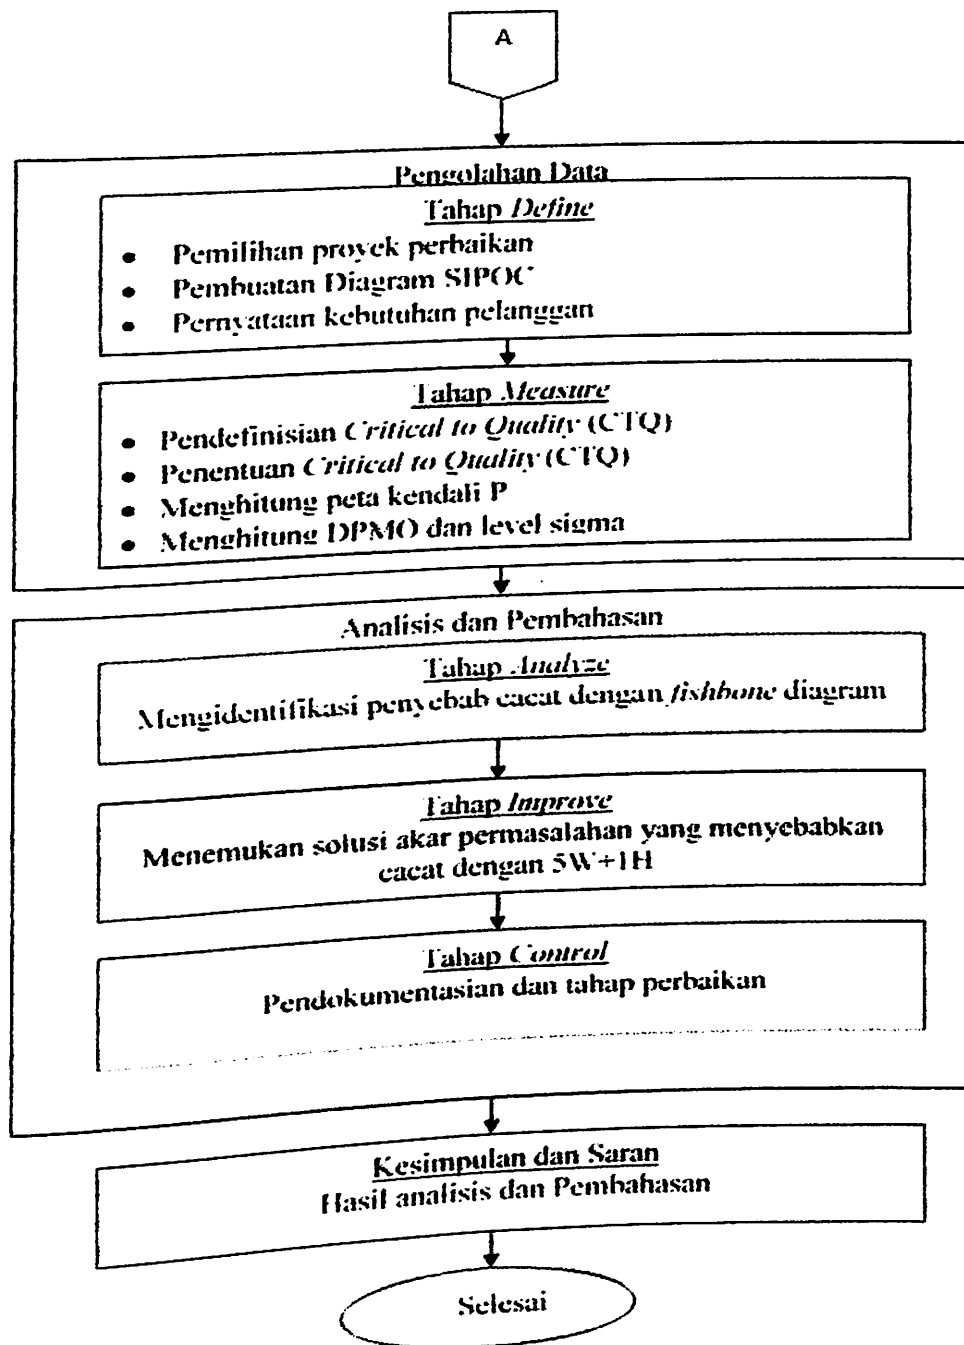 A
Pengolahan Data
Tahap Define
• Pemilihan proyek perbaikan
• Pembuatan Diagram SIPOC
• Pernyataan kebutuhan pelanggan
Tahap Measure
• Pendefinisian Critical to Quality (CTQ)
• Penentuan Critical to Quality (CTQ)
• Menghitung peta kendali P
• Menghitung DPMO dan level sigma
Analisis dan Pembahasan
Tahap Analyze
Mengidentifikasi penyebab cacat dengan fishbone diagram
Tahap Improve
Menemukan solusi akar permasalahan yang menyebabkan
cacat dengan 5W+1H
Tahap Control
Pendokumentasian dan tahap perbaikan
Kesimpulan dan Saran
Hasil analisis dan Pembahasan
Selesai